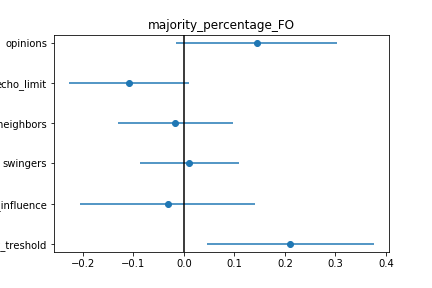 majority_percentage_FO
opinions
echo_limit
neighbors
swingers
_influence
_treshold
−0.2 −0.1 0.0 0.1 0.2 0.3 0.4